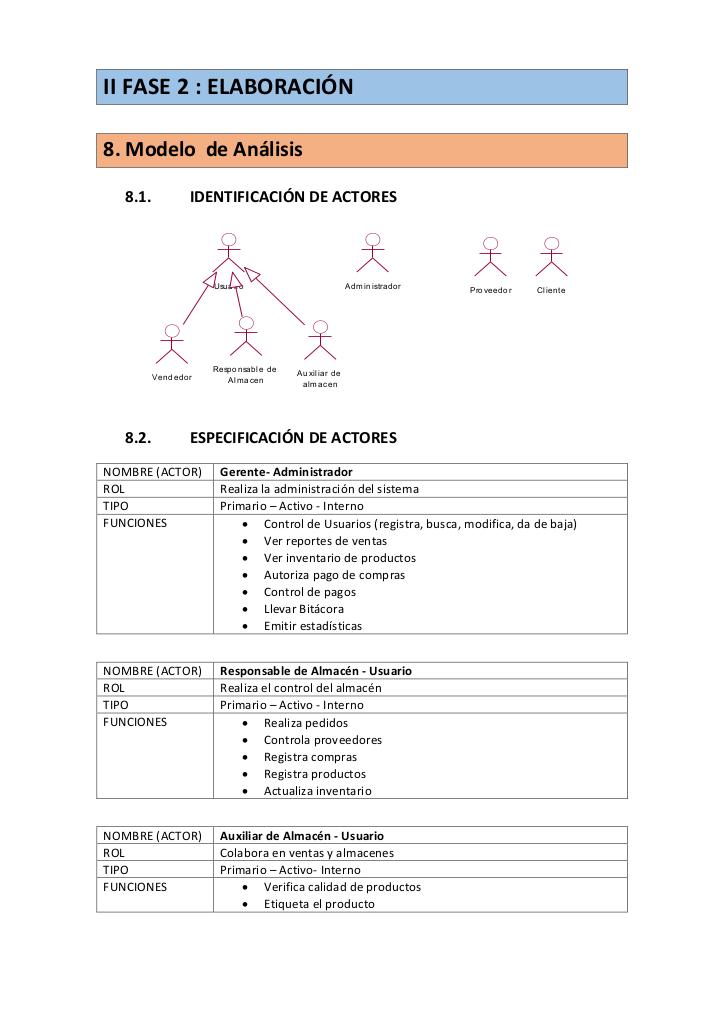 II FASE 2 : ELABORACIÓN
8. Modelo  de Análisis
8.1. IDENTIFICACIÓN DE ACTORES
Usuario Administrador Proveedor Cliente
Vendedor Responsable de Almacen Auxiliar de almacen
8.2. ESPECIFICACIÓN DE ACTORES
NOMBRE (ACTOR) Gerente- Administrador
ROL Realiza la administración del sistema
TIPO Primario – Activo - Interno
FUNCIONES • Control de Usuarios (registra, busca, modifica, da de baja)
• Ver reportes de ventas
• Ver inventario de productos
• Autoriza pago de compras
• Control de pagos
• Llevar Bitácora
• Emitir estadísticas
NOMBRE (ACTOR) Responsable de Almacén - Usuario
ROL Realiza el control del almacén
TIPO Primario – Activo - Interno
FUNCIONES • Realiza pedidos
• Controla proveedores
• Registra compras
• Registra productos
• Actualiza inventario
NOMBRE (ACTOR) Auxiliar de Almacén - Usuario
ROL Colabora en ventas y almacenes
TIPO Primario – Activo- Interno
FUNCIONES • Verifica calidad de productos
• Etiqueta el producto